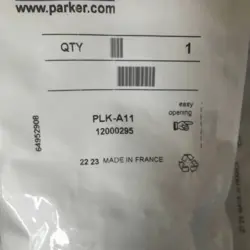 www.parker.com
QTY 1
easy
opening
PLK-A11
12000295
64952908
22 23 MADE IN FRANCE